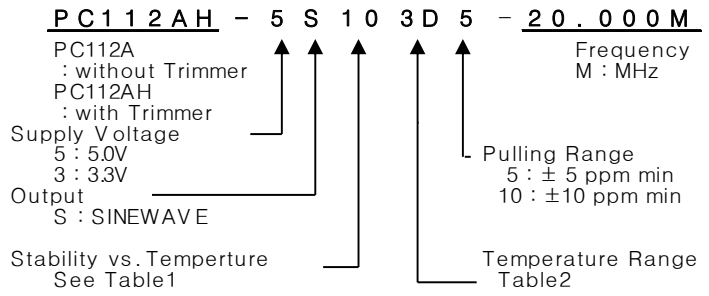 PC112AH - 5 S 10 3D 5 - 20.000M
PC112A
: without Trimmer
PC112AH
: with Trimmer
Frequency
M : MHz
Supply Voltage
5 : 5.0V
3 : 3.3V
Pulling Range
5 : ± 5 ppm min
10 : ±10 ppm min
Output
S : SINEWAVE
Stability vs. Temperture
See Table1
Temperature Range
Table2